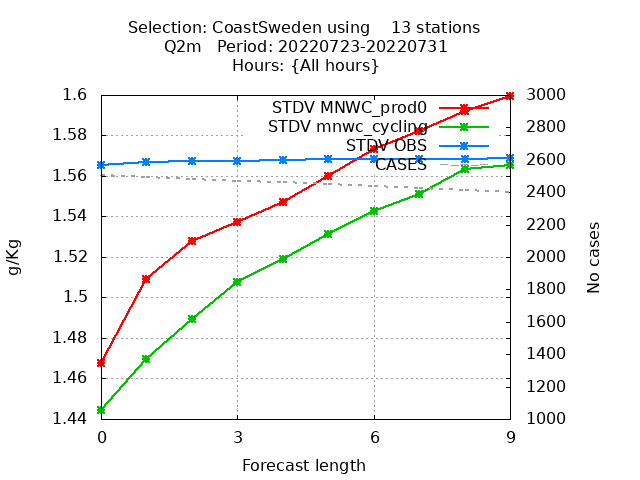 Selection: CoastSweden using    13 stations
Q2m   Period: 20220723-20220731
Hours: {All hours}
STDV MNWC_prod0
STDV mnwc_cycling
STDV OBS
CASES
1.6
1.58
1.56
1.54
1.52
1.5
1.48
1.46
1.44
g/Kg
3000
2800
2600
2400
2200
2000
1800
1600
1400
1200
1000
No cases
0 3 6 9
Forecast length